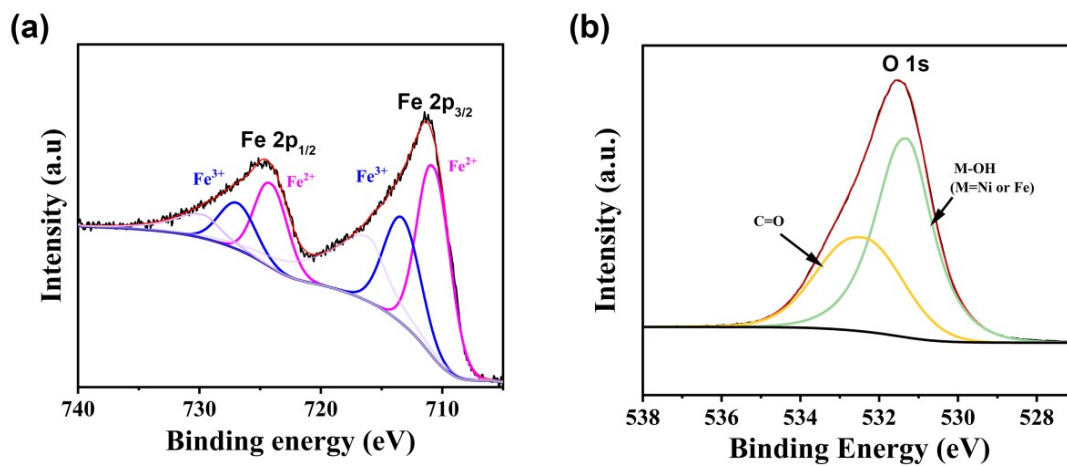 (a)
Intensity (a.u)
Fe 2p1/2
Fe 2p3/2
Fe3+
Fe2+
Fe3+
Fe2+
740
730
720
710
Binding energy (eV)
(b)
Intensity (a.u.)
O 1s
M-OH
(M=Ni or Fe)
C=O
538
536
534
532
530
528
Binding Energy (eV)